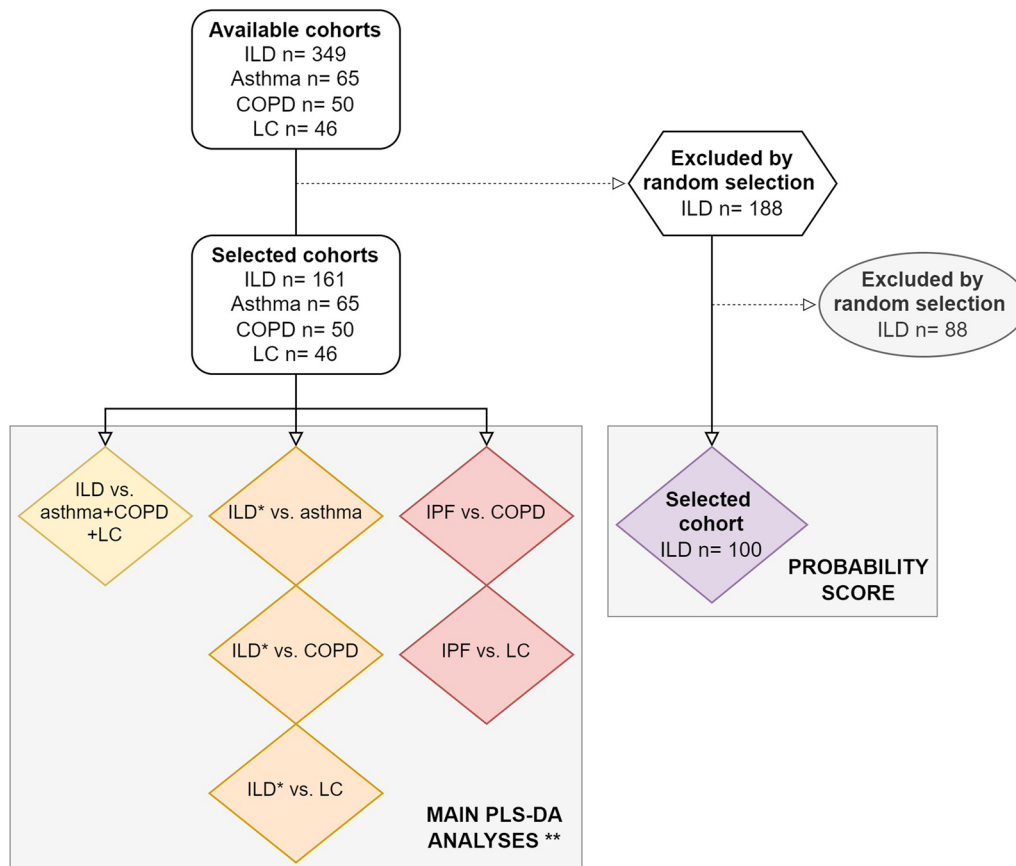 Available cohorts
ILD n= 349
Asthma n= 65
COPD n= 50
LC n= 46
Excluded by
random selection
ILD n= 188
Selected cohorts
ILD n= 161
Asthma n= 65
COPD n= 50
LC n= 46
Excluded by
random selection
ILD n= 88
ILD vs.
asthma+COPD
+LC
ILD* vs. asthma
IPF vs. COPD
ILD* vs. COPD
IPF vs. LC
ILD* vs. LC
MAIN PLS-DA
ANALYSES **
Selected
cohort
ILD n= 100
PROBABILITY
SCORE